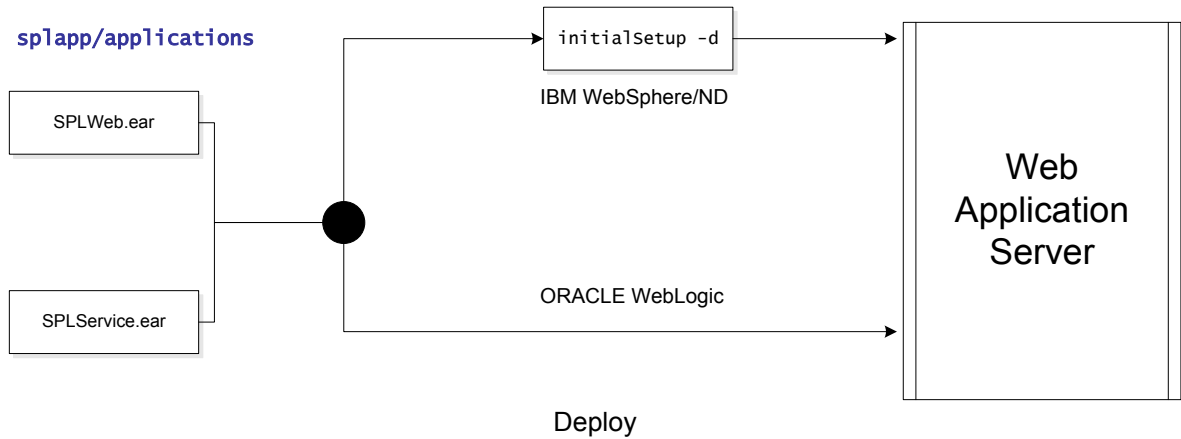 splapp/applications
initialSetup -d
IBM WebSphere/ND
SPLWeb.ear
Web
Application
Server
ORACLE WebLogic
SPLService.ear
Deploy